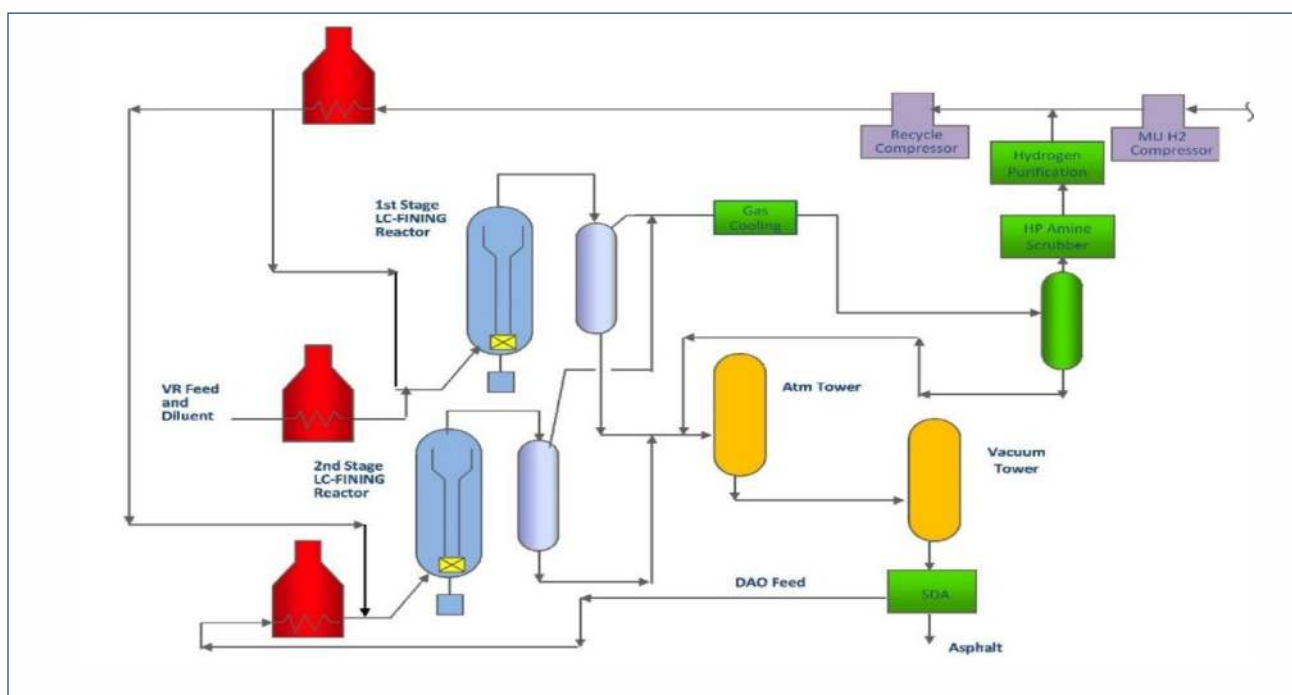 Recycle
Compressor
MU H2
Compressor
Hydrogen
Purification
1st Stage
LC-FINING
Reactor
Gas
Cooling
HP Amine
Scrubber
VR Feed
and
Diluent
Atm Tower
2nd Stage
LC-FINING
Reactor
Vacuum
Tower
DAO Feed
SDA
Asphalt